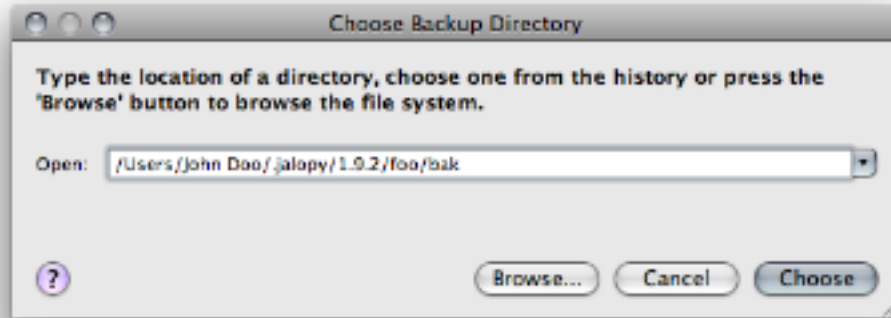 Choose Backup Directory
Type the location of a directory, choose one from the history or press the
'Browse' button to browse the file system.
Open: /Users/John Doo/.jalopy/1.9.2/foo/bak
? Browse... Cancel Choose